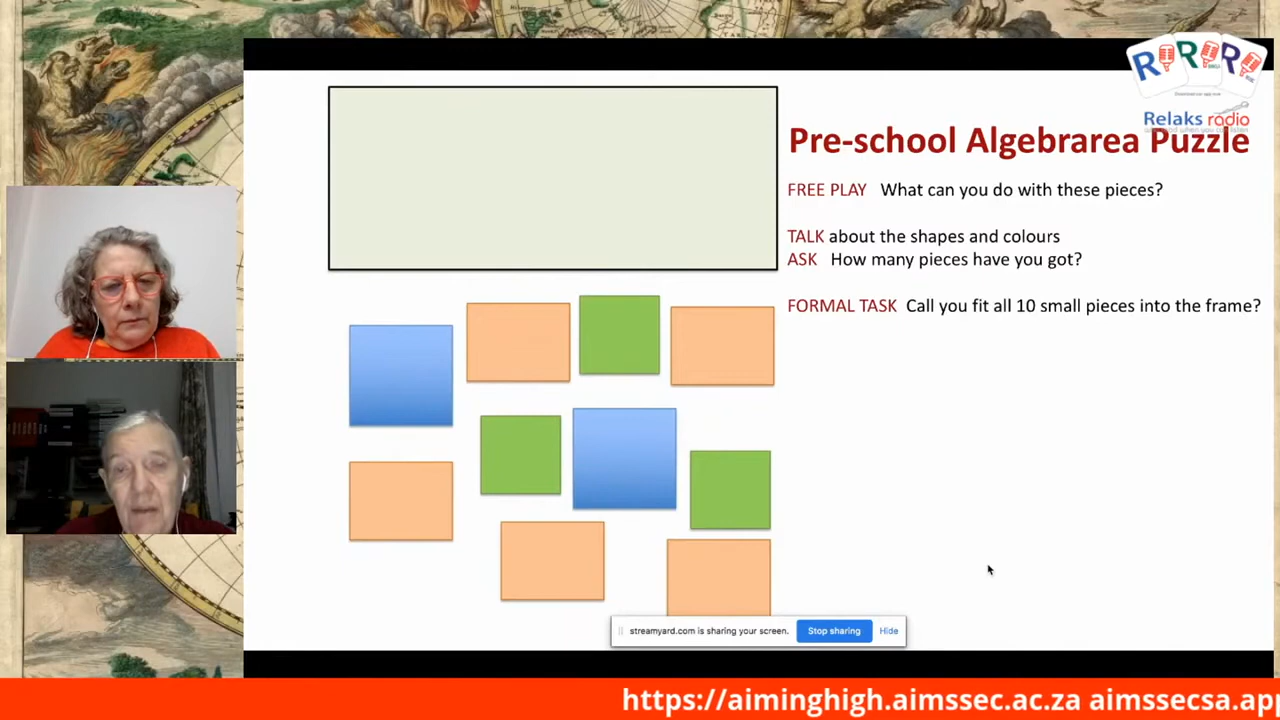 Relaks radio
Pre-school Algebrarea Puzzle
FREE PLAY What can you do with these pieces?
TALK about the shapes and colours
ASK How many pieces have you got?
FORMAL TASK Call you fit all 10 small pieces into the frame?
streamyard.com is sharing your screen. Stop sharing Hide
https://aiminghigh.aimssec.ac.za aimssecsa.app